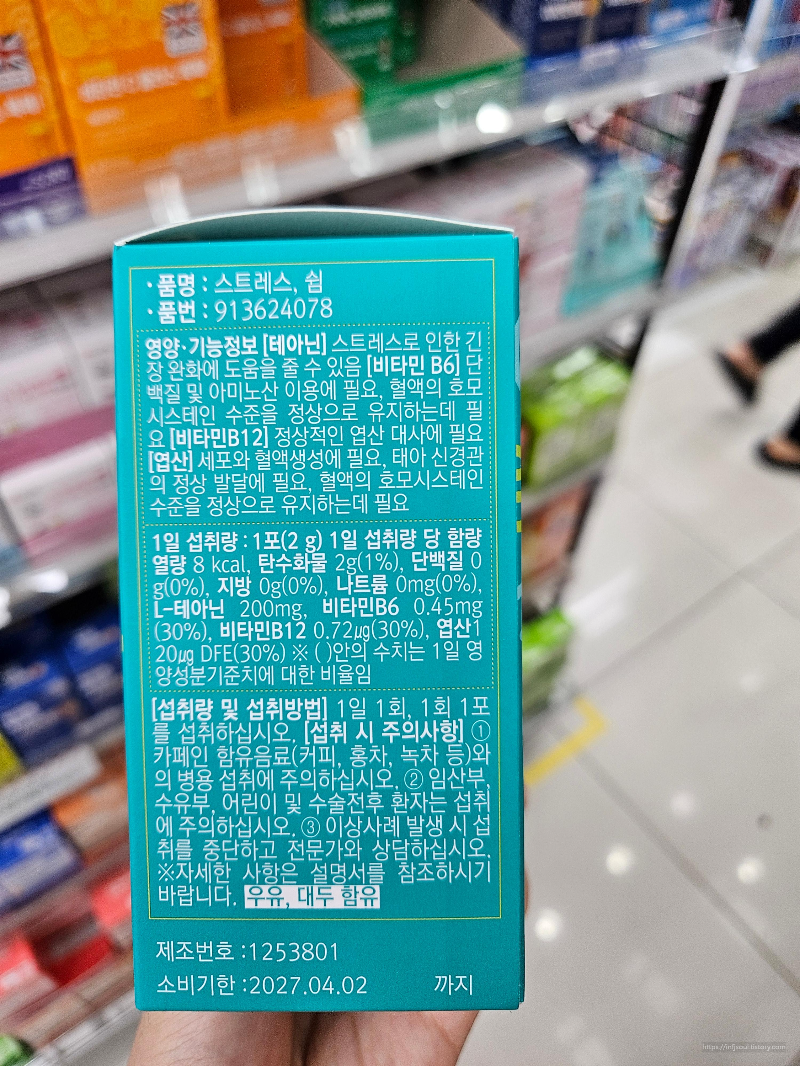 ·품명 : 스트레스, 쉼
·품번 : 913624078
영양·기능정보 [테아닌] 스트레스로 인한 긴
장 완화에 도움을 줄 수 있음 [비타민 B6] 단
백질 및 아미노산 이용에 필요, 혈액의 호모
시스테인 수준을 정상으로 유지하는데 필
요 [비타민B12] 정상적인 엽산 대사에 필요
[엽산] 세포와 혈액생성에 필요, 태아 신경관
의 정상 발달에 필요, 혈액의 호모시스테인
수준을 정상으로 유지하는데 필요
1일 섭취량 : 1포(2 g) 1일 섭취량 당 함량
열량 8 kcal, 탄수화물 2g(1%), 단백질 0
g(0%), 지방 0g(0%), 나트륨 0mg(0%),
L-테아닌 200mg, 비타민B6 0.45mg
(30%), 비타민B12 0.72㎍(30%), 엽산1
20㎍ DFE(30%) ※ ( )안의 수치는 1일 영
양성분기준치에 대한 비율임
[섭취량 및 섭취방법] 1일 1회, 1회 1포
를 섭취하십시오. [섭취 시 주의사항] ①
카페인 함유음료(커피, 홍차, 녹차 등)와
의 병용 섭취에 주의하십시오. ② 임산부,
수유부, 어린이 및 수술전후 환자는 섭취
에 주의하십시오. ③ 이상사례 발생 시 섭
취를 중단하고 전문가와 상담하십시오.
※자세한 사항은 설명서를 참조하시기
바랍니다. 우유, 대두 함유
제조번호 :1253801
소비기한 :2027.04.02 까지